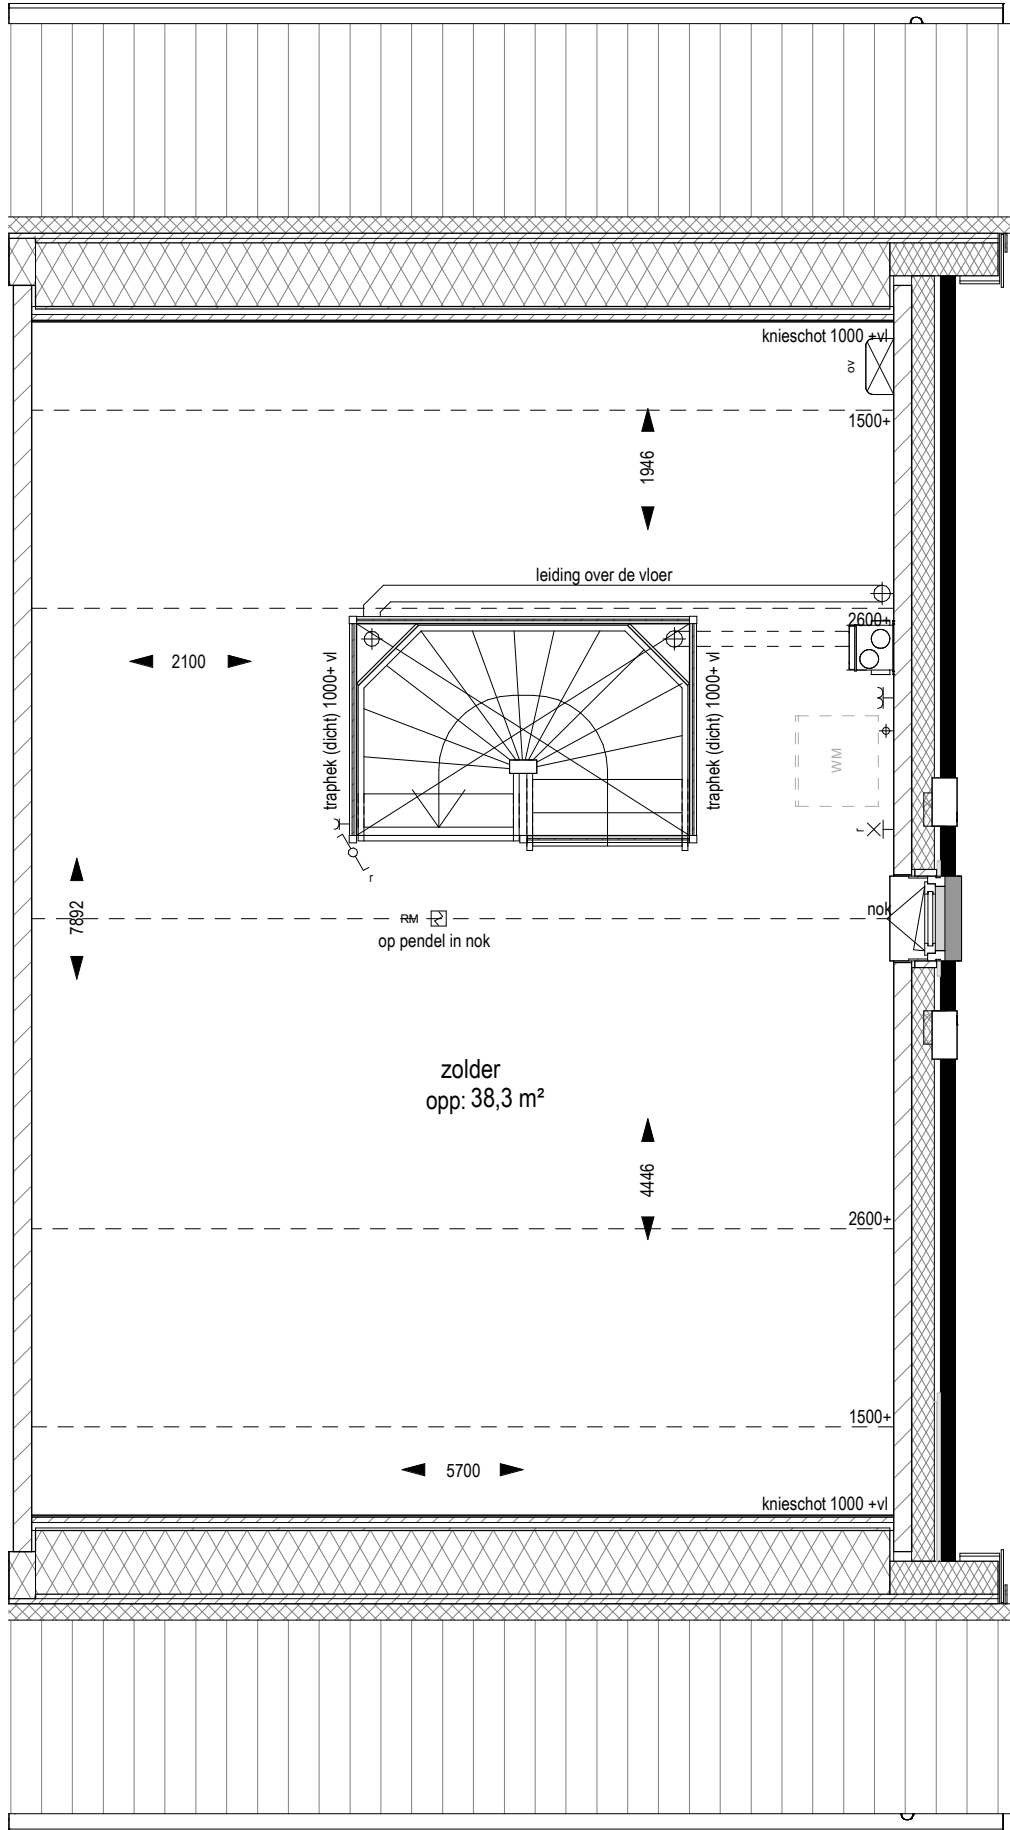 knieschot 1000 +vl
ov
1500+
1946
leiding over de vloer
2600+
2100
traphek (dicht) 1000+ vl
traphek (dicht) 1000+ vl
WM
r
r
7892
RM
nok
op pendel in nok
zolder
opp: 38,3 m²
4446
2600+
1500+
5700
knieschot 1000 +vl